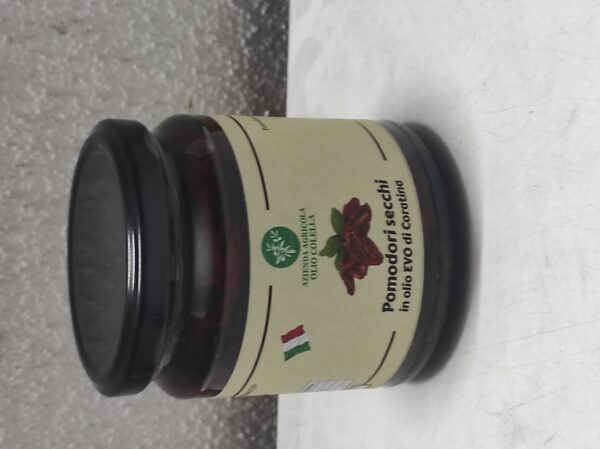 AZIENDA AGRICOLA
OLIO COLELLA
Pomodori secchi
in olio EVO di Coratina